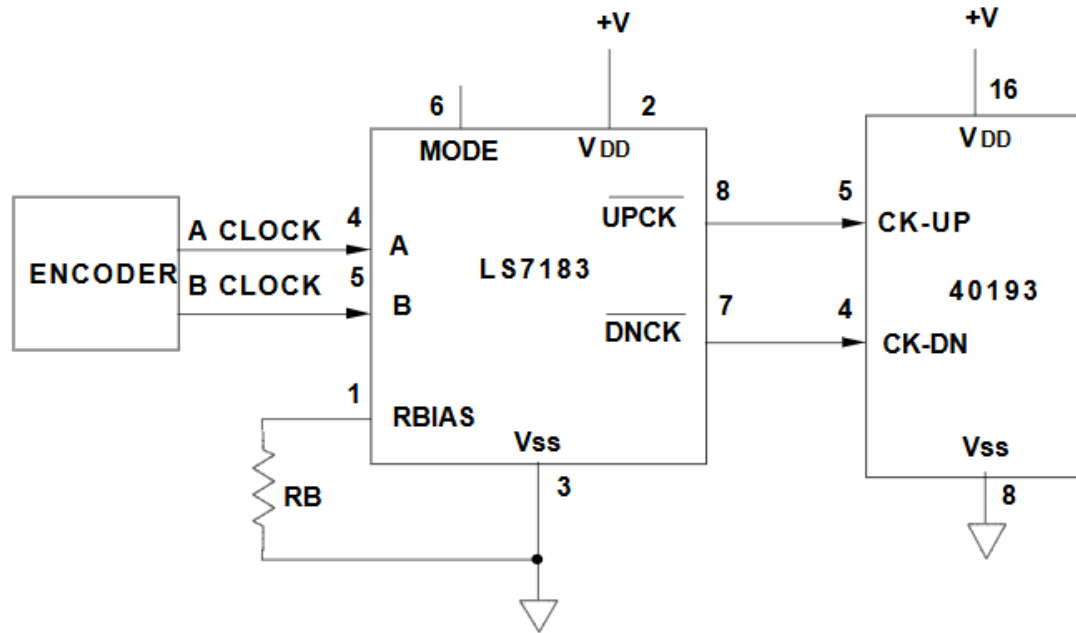 +V
+V
6
2
16
MODE
VDD
VDD
8
5
A CLOCK
4
UPCK
CK-UP
A
ENCODER
LS7183
B CLOCK
5
40193
B
7
4
DNCK
CK-DN
1
RBIAS
Vss
Vss
3
8
RB